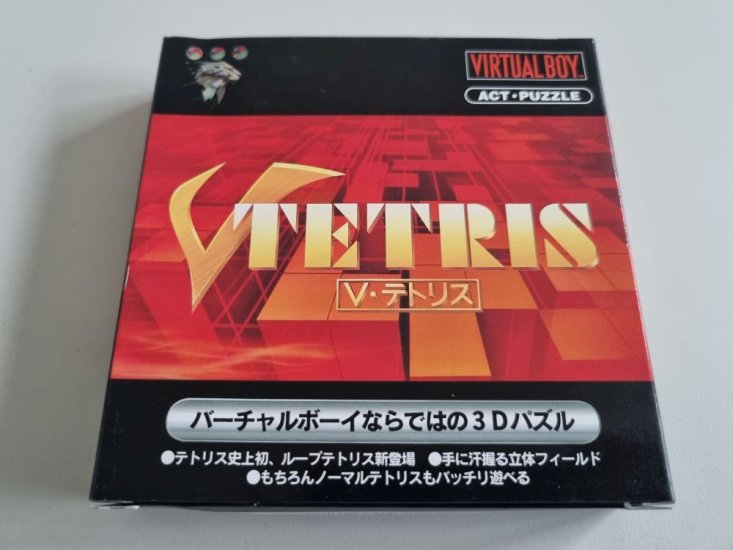 VIRTUAL BOY
ACT・PUZZLE
V TETRIS
V・テトリス
バーチャルボーイならではの3Dパズル
●テトリス史上初、ループテトリス新登場 ●手に汗握る立体フィールド
●もちろんノーマルテトリスもバッチリ遊べる